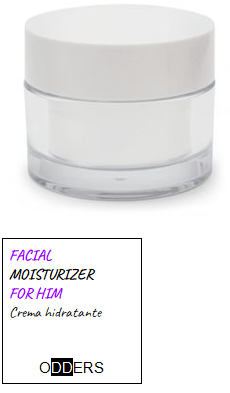 FACIAL
MOISTURIZER
FOR HIM
Crema hidratante
ODDERS